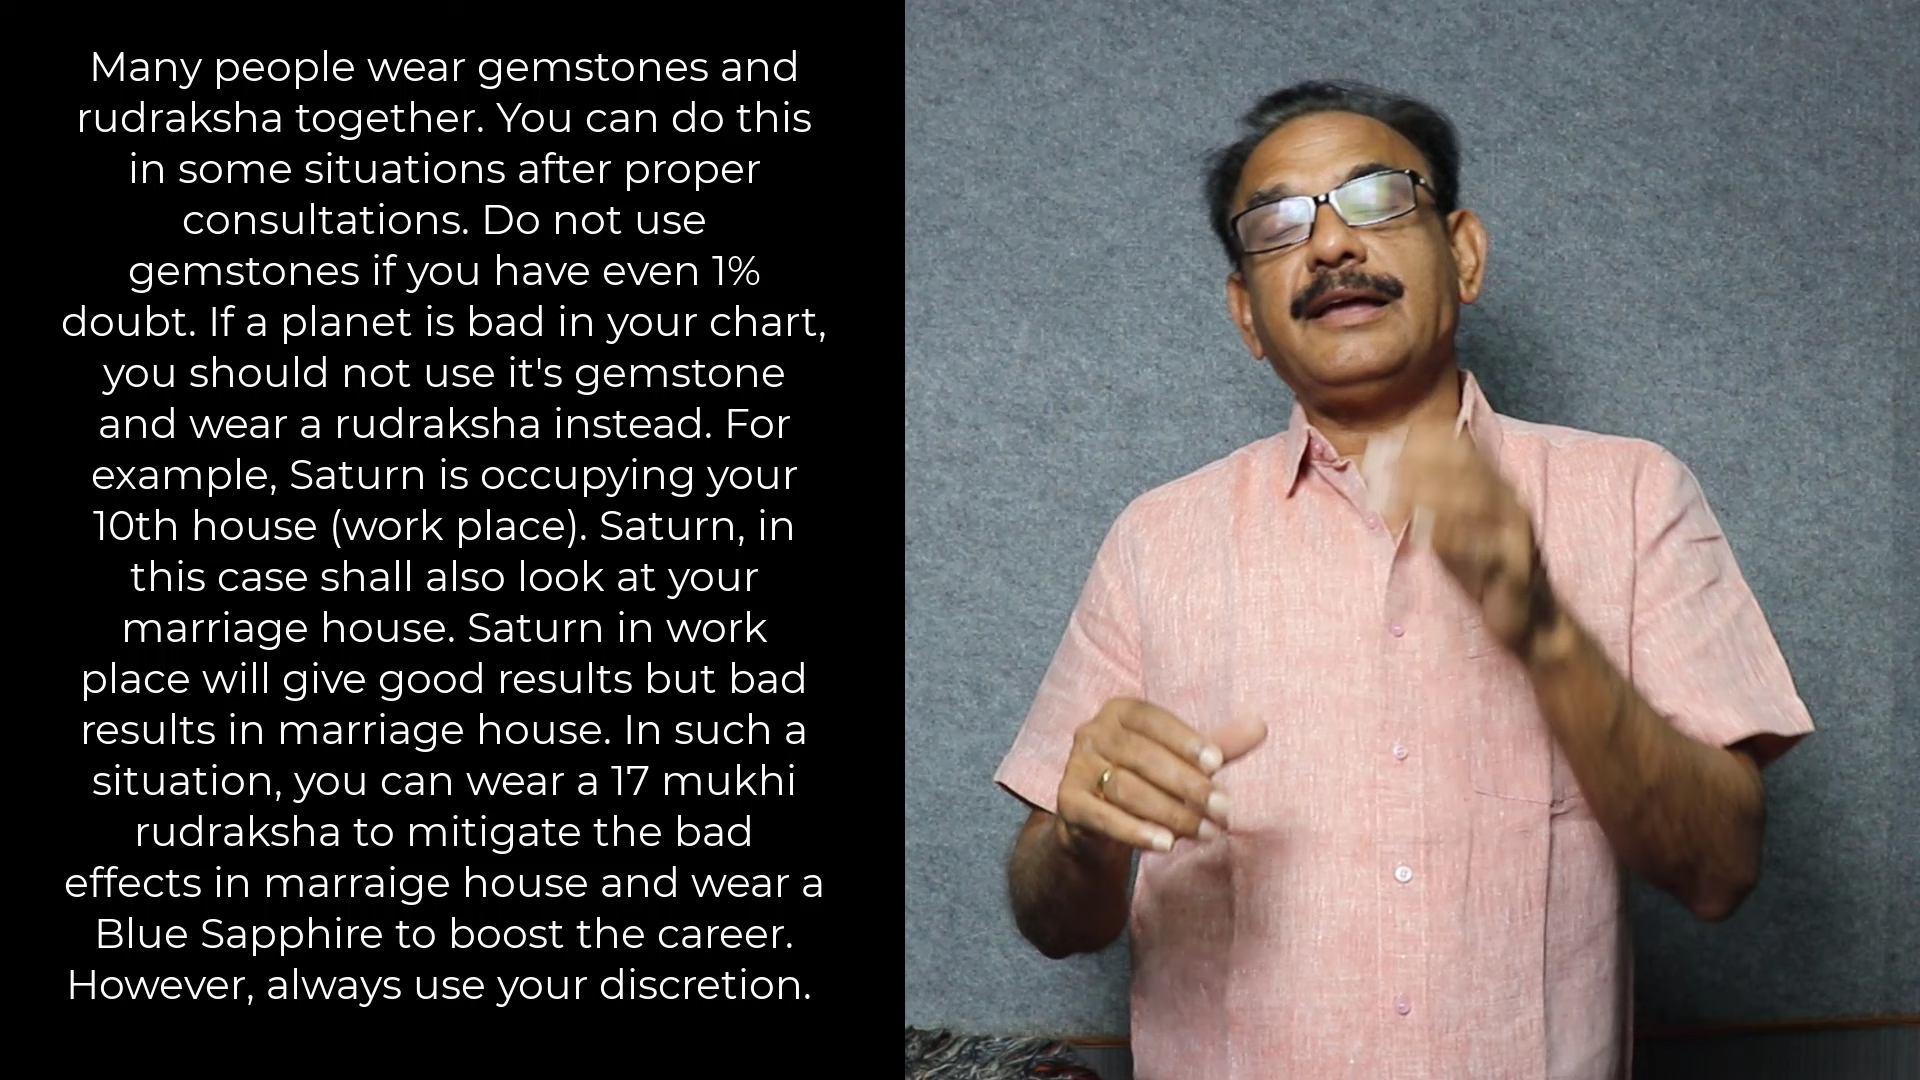 Many people wear gemstones and
rudraksha together. You can do this
in some situations after proper
consultations. Do not use
gemstones if you have even 1%
doubt. If a planet is bad in your chart,
you should not use it's gemstone
and wear a rudraksha instead. For
example, Saturn is occupying your
10th house (work place). Saturn, in
this case shall also look at your
marriage house. Saturn in work
place will give good results but bad
results in marriage house. In such a
situation, you can wear a 17 mukhi
rudraksha to mitigate the bad
effects in marraige house and wear a
Blue Sapphire to boost the career.
However, always use your discretion.